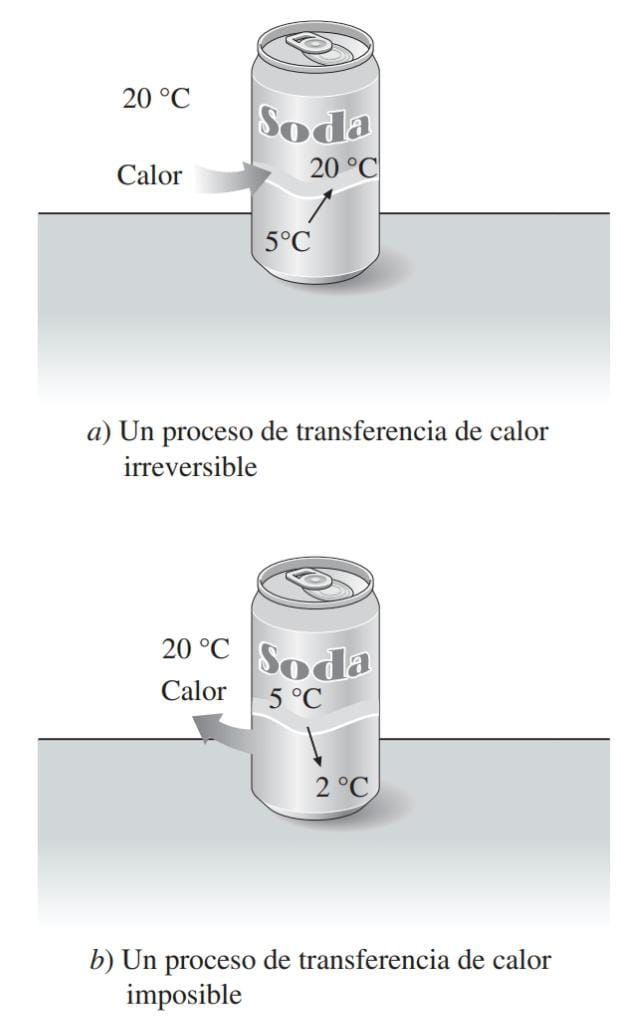 20 °C
Soda
Calor
20 °C
5°C
a) Un proceso de transferencia de calor
irreversible
20 °C
Soda
Calor
5 °C
2 °C
b) Un proceso de transferencia de calor
imposible